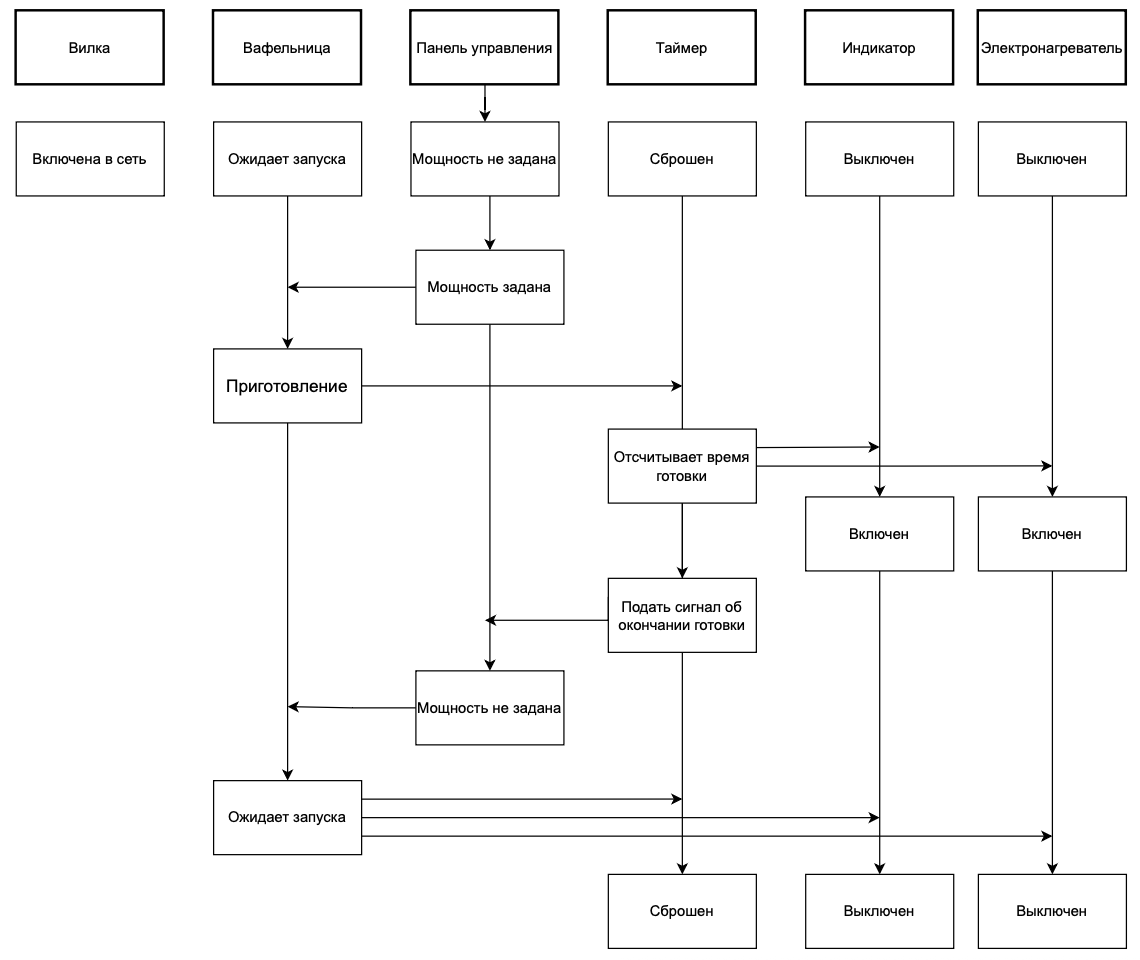 Вилка
Вафельница
Панель управления
Таймер
Индикатор
Электронагреватель
Включена в сеть
Ожидает запуска
Мощность не задана
Сброшен
Выключен
Выключен
Мощность задана
Приготовление
Отсчитывает время
готовки
Включен
Включен
Подать сигнал об
окончании готовки
Мощность не задана
Ожидает запуска
Сброшен
Выключен
Выключен